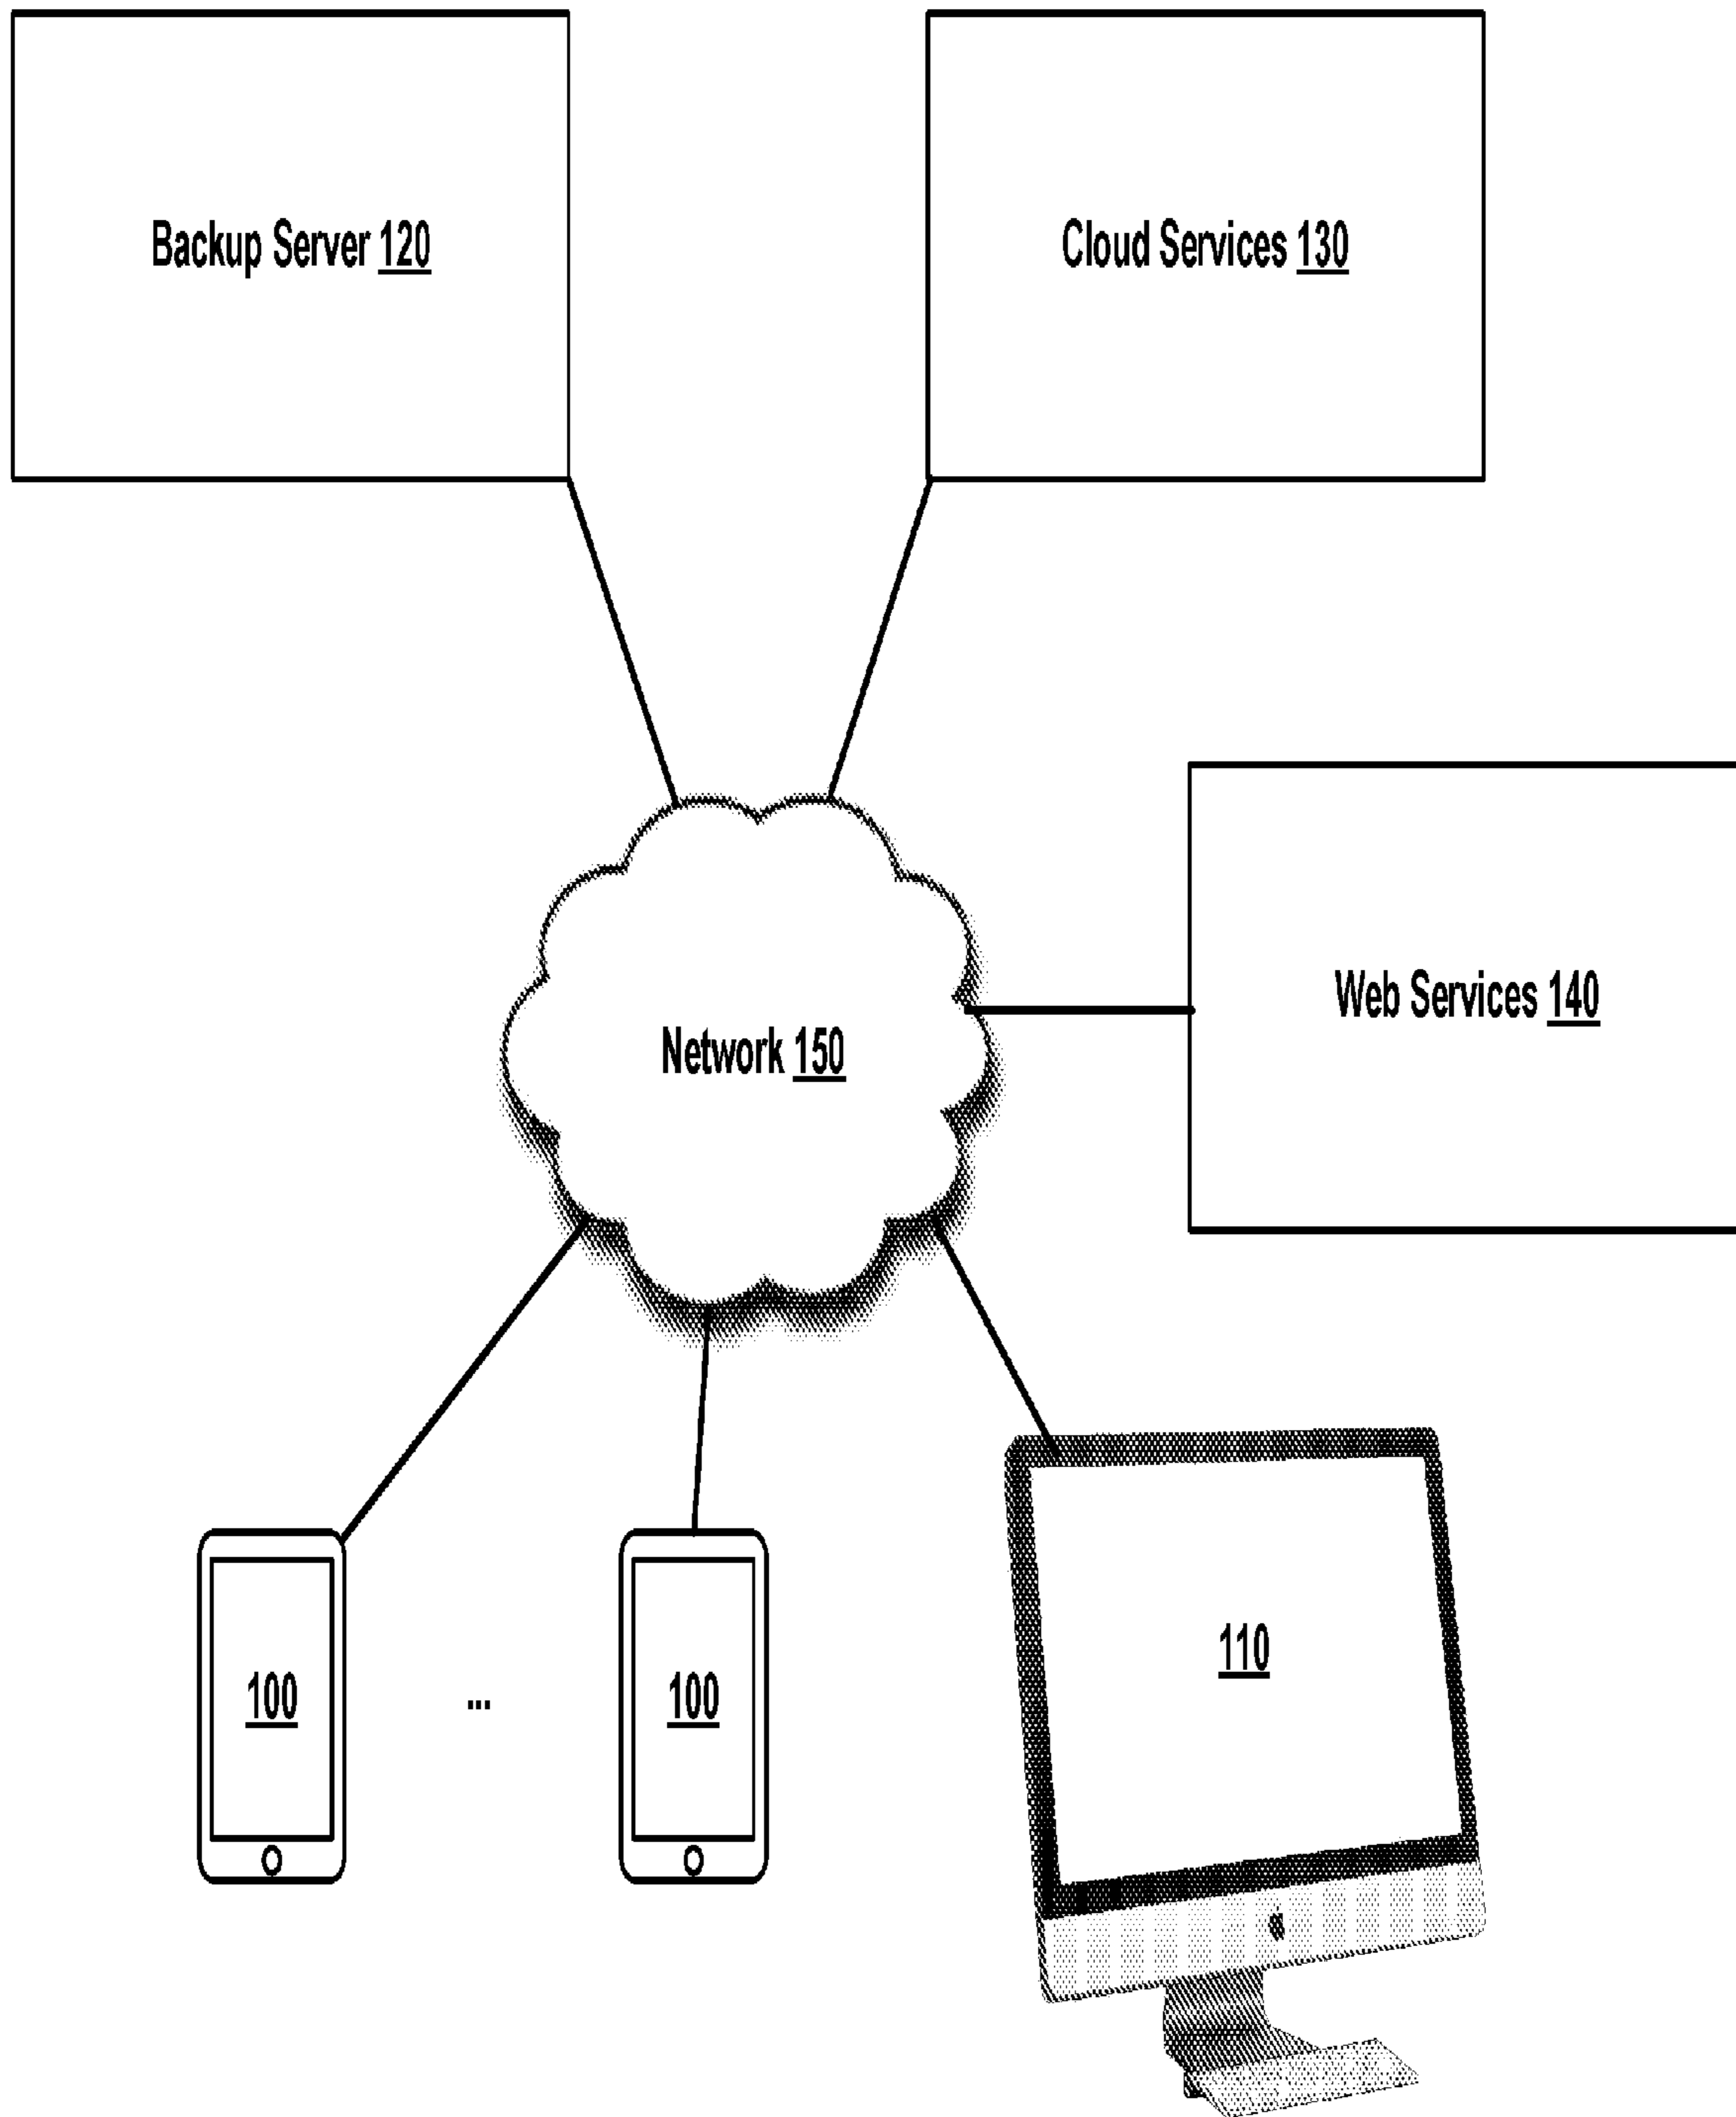 Backup Server 120
Cloud Services 130
Web Services 140
Network 150
100
...
100
110